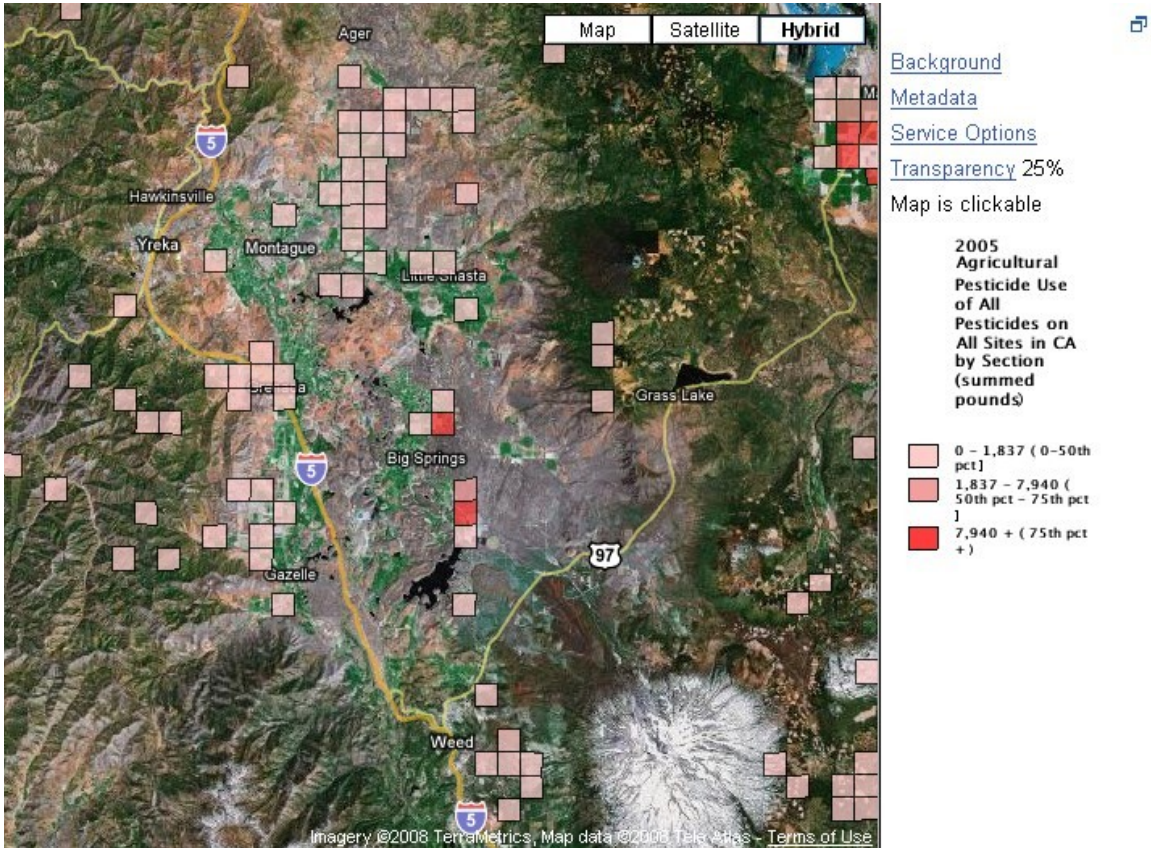 Ager
Map
Satellite
Hybrid
M
5
Hawkinsville
Yreka
Montague
Little Shasta
Grass Lake
Big Springs
5
97
Gazelle
Weed
5
Imagery ©2008 TerraMetrics, Map data ©2008 Tele Atlas - Terms of Use
Background
Metadata
Service Options
Transparency 25%
Map is clickable
2005
Agricultural
Pesticide Use
of All
Pesticides on
All Sites in CA
by Section
(summed
pounds)
0 - 1,837 ( 0-50th
pct ]
1,837 - 7,940 (
50th pct - 75th pct
]
7,940 + ( 75th pct
+ )